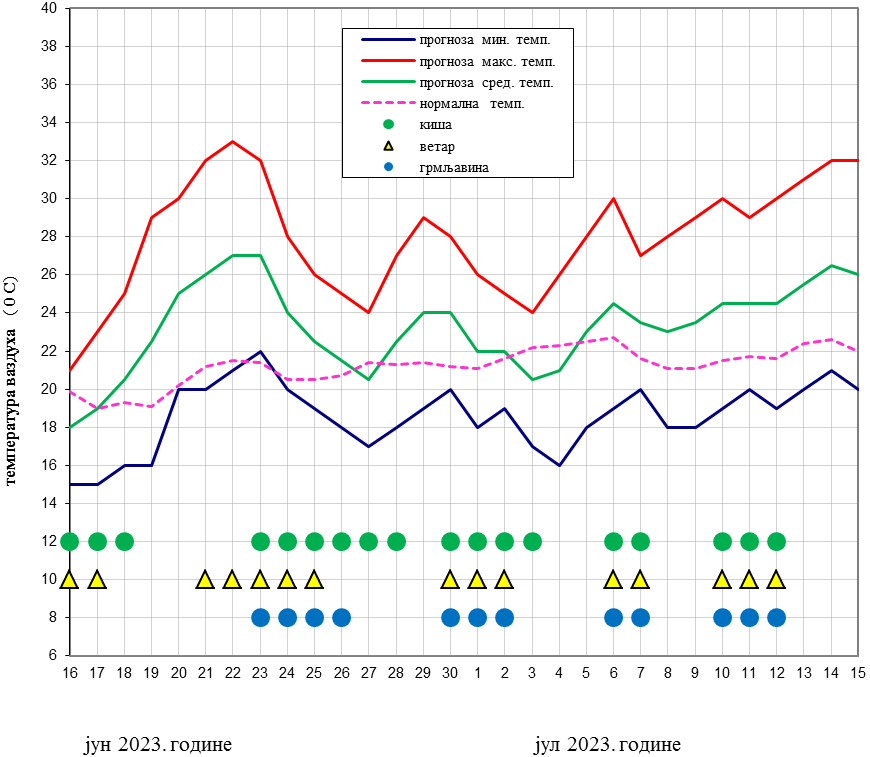 40
38
36
34
32
30
28
26
24
22
20
18
16
14
12
10
8
6
температура ваздуха ( 0 C)
прогноза мин. темп.
прогноза макс. темп.
прогноза сред. темп.
нормална темп.
киша
ветар
грмљавина
16 17 18 19 20 21 22 23 24 25 26 27 28 29 30 1 2 3 4 5 6 7 8 9 10 11 12 13 14 15
јун 2023. године јул 2023. године